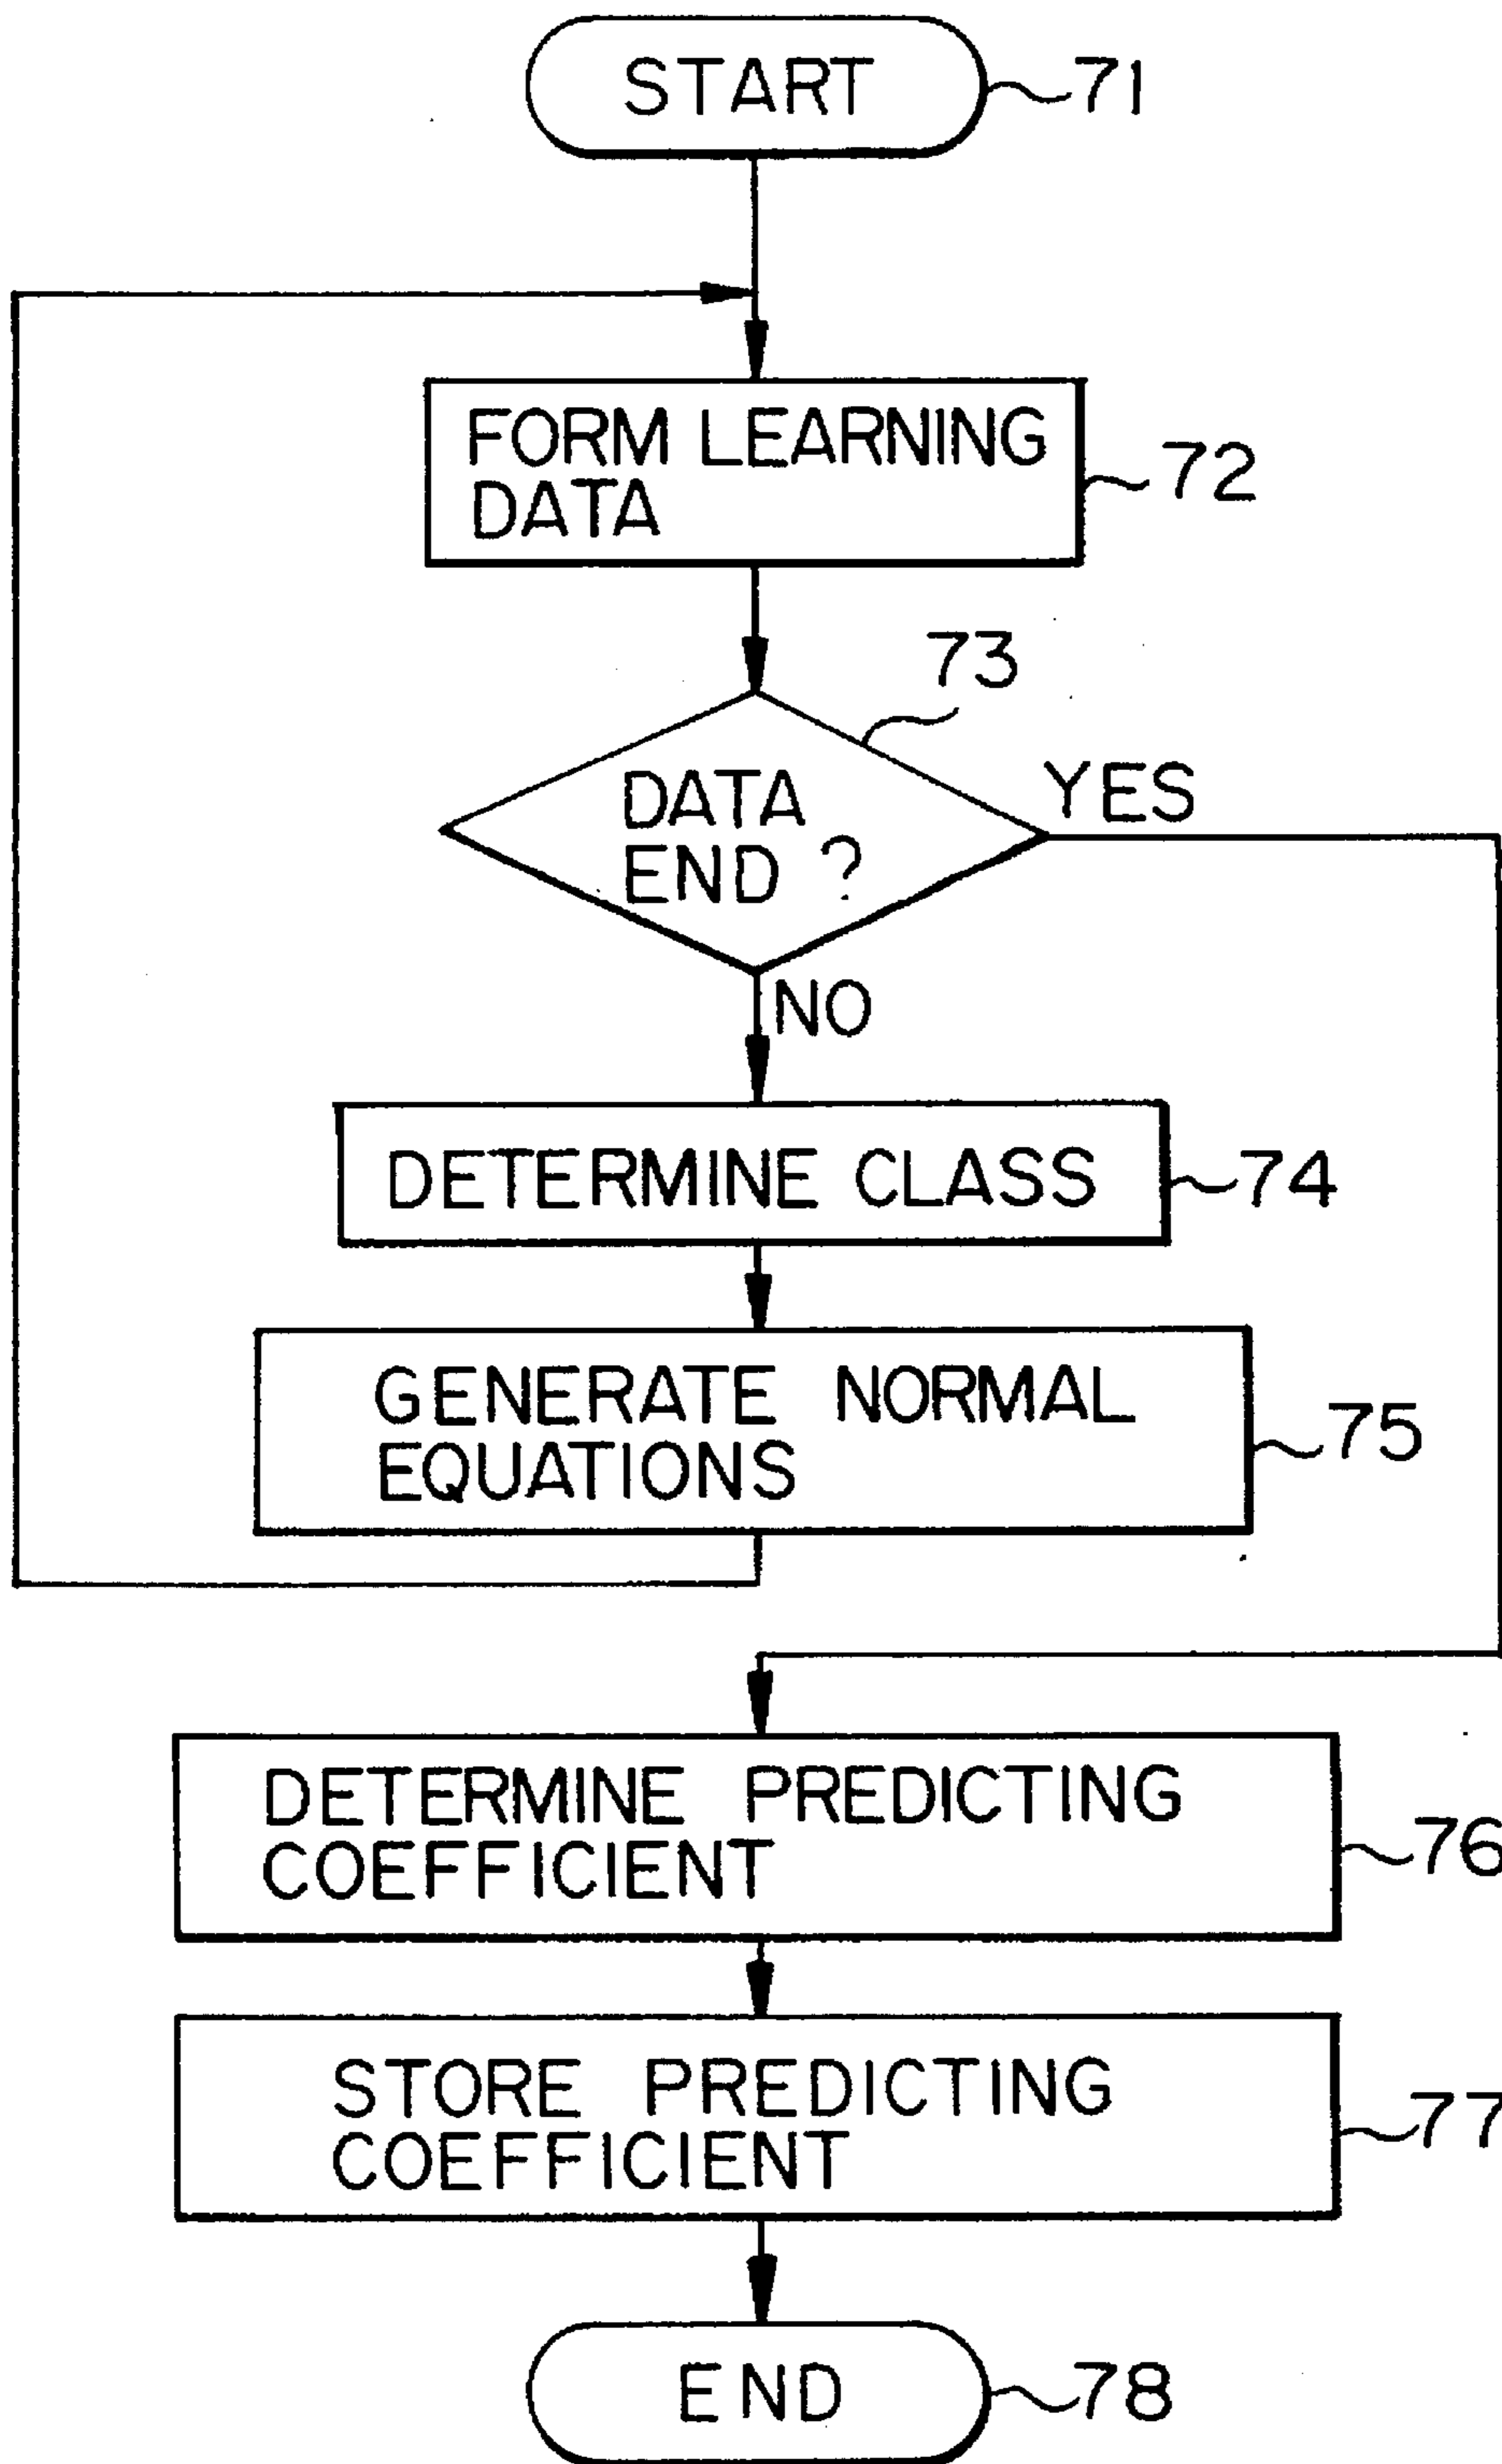 START
71
FORM LEARNING
DATA
72
73
DATA
END ?
YES
NO
DETERMINE CLASS
74
GENERATE NORMAL
EQUATIONS
75
DETERMINE PREDICTING
COEFFICIENT
76
STORE PREDICTING
COEFFICIENT
77
END
78